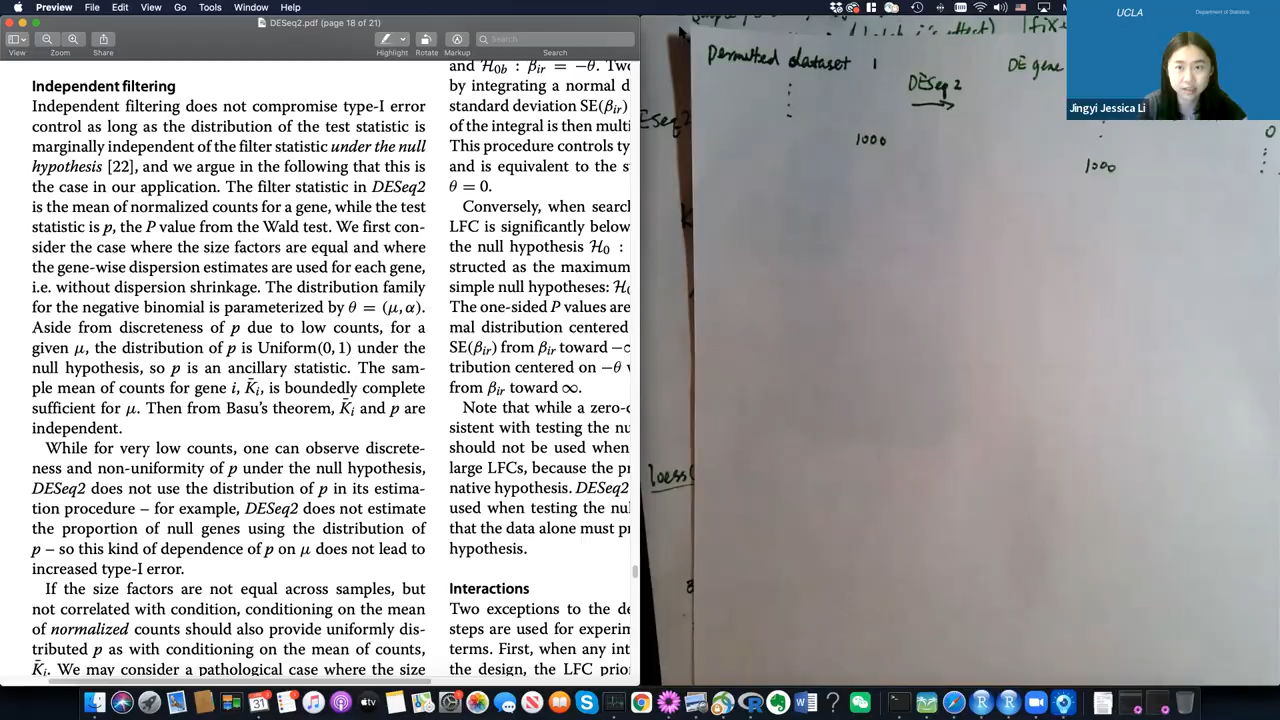 Preview File Edit View Go Tools Window Help
DESeq2.pdf (page 18 of 21)
View Zoom Share Highlight Rotate Markup Search
Search
Independent filtering
Independent filtering does not compromise type-I error
control as long as the distribution of the test statistic is
marginally independent of the filter statistic under the null
hypothesis [22], and we argue in the following that this is
the case in our application. The filter statistic in DESeq2
is the mean of normalized counts for a gene, while the test
statistic is p, the P value from the Wald test. We first con-
sider the case where the size factors are equal and where
the gene-wise dispersion estimates are used for each gene,
i.e. without dispersion shrinkage. The distribution family
for the negative binomial is parameterized by θ = (μ, α).
Aside from discreteness of p due to low counts, for a
given μ, the distribution of p is Uniform(0, 1) under the
null hypothesis, so p is an ancillary statistic. The sam-
ple mean of counts for gene i, K̄i, is boundedly complete
sufficient for μ. Then from Basu's theorem, K̄i and p are
independent.
While for very low counts, one can observe discrete-
ness and non-uniformity of p under the null hypothesis,
DESeq2 does not use the distribution of p in its estima-
tion procedure – for example, DESeq2 does not estimate
the proportion of null genes using the distribution of
p – so this kind of dependence of p on μ does not lead to
increased type-I error.
If the size factors are not equal across samples, but
not correlated with condition, conditioning on the mean
of normalized counts should also provide uniformly dis-
tributed p as with conditioning on the mean of counts,
K̄i. We may consider a pathological case where the size
and H0b : βir = −θ. Two
by integrating a normal d
standard deviation SE(βir)
of the integral is then multi
This procedure controls ty
and is equivalent to the s
θ = 0.
Conversely, when search
LFC is significantly below
the null hypothesis H0 :
structed as the maximum
simple null hypotheses: H0
The one-sided P values are
mal distribution centered
SE(βir) from βir toward −∞
tribution centered on −θ
from βir toward ∞.
Note that while a zero-c
sistent with testing the nu
should not be used when
large LFCs, because the pr
native hypothesis. DESeq2
used when testing the nul
that the data alone must pr
hypothesis.
Interactions
Two exceptions to the de
steps are used for experim
terms. First, when any int
the design, the LFC prior
Permuted dataset 1
DESeq2
DE gene
1000
1000
0
loess(
UCLA
Department of Statistics
Jingyi Jessica Li